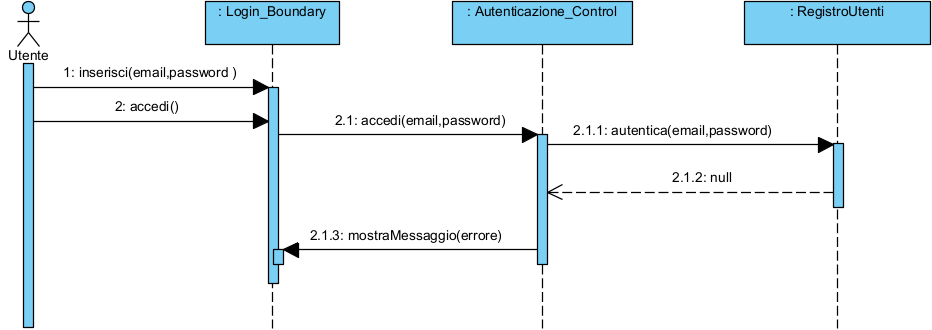 : Login_Boundary
: Autenticazione_Control
: RegistroUtenti
Utente
1: inserisci(email,password )
2: accedi()
2.1: accedi(email,password)
2.1.1: autentica(email,password)
2.1.2: null
2.1.3: mostraMessaggio(errore)